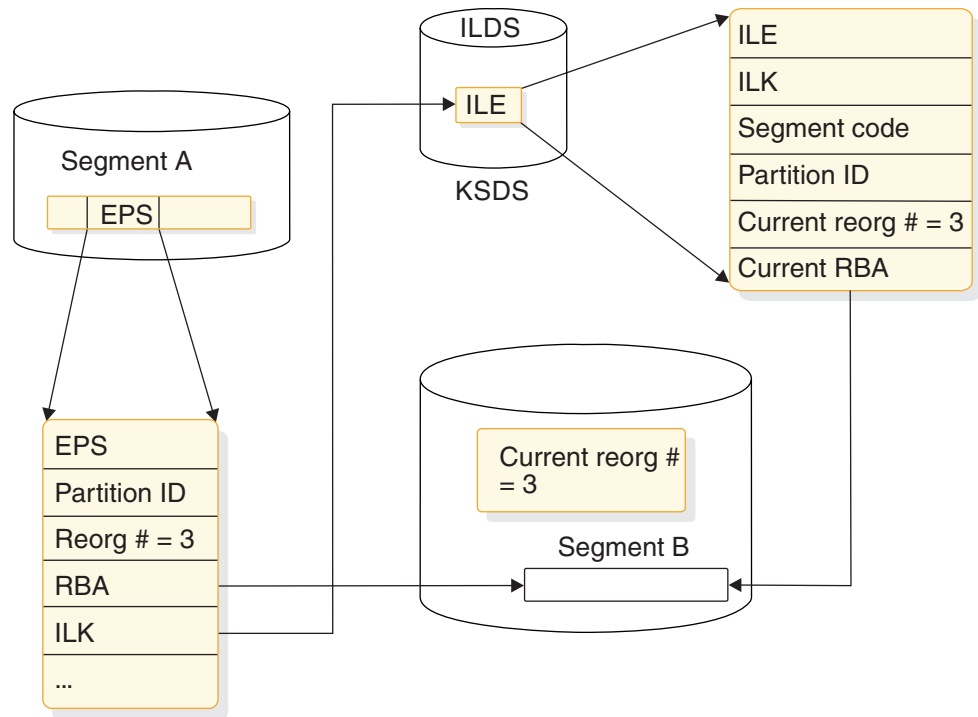 ILDS
ILE
KSDS
Segment A
EPS
ILE
ILK
Segment code
Partition ID
Current reorg # = 3
Current RBA
EPS
Partition ID
Reorg # = 3
RBA
ILK
...
Current reorg #
= 3
Segment B